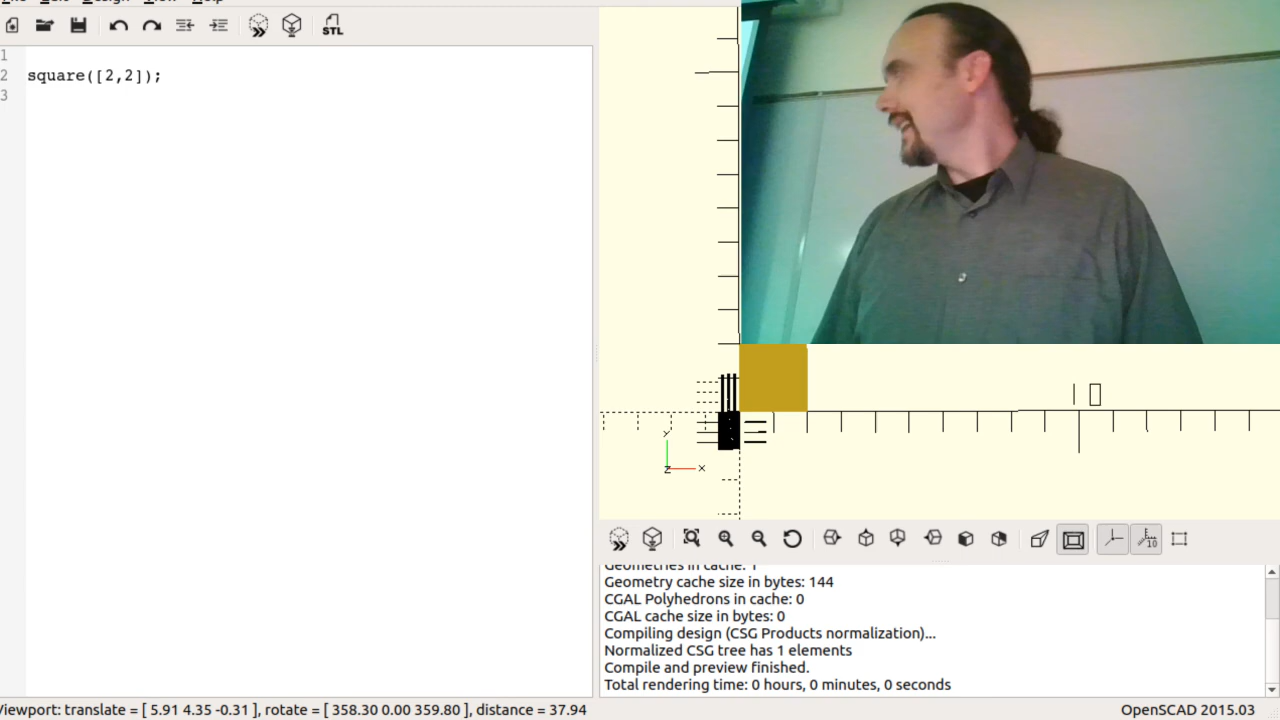 STL
1
2 square([2,2]);
3
10
y
z x
10
Geometries in cache: 1
Geometry cache size in bytes: 144
CGAL Polyhedrons in cache: 0
CGAL cache size in bytes: 0
Compiling design (CSG Products normalization)...
Normalized CSG tree has 1 elements
Compile and preview finished.
Total rendering time: 0 hours, 0 minutes, 0 seconds
Viewport: translate = [ 5.91 4.35 -0.31 ], rotate = [ 358.30 0.00 359.80 ], distance = 37.94
OpenSCAD 2015.03